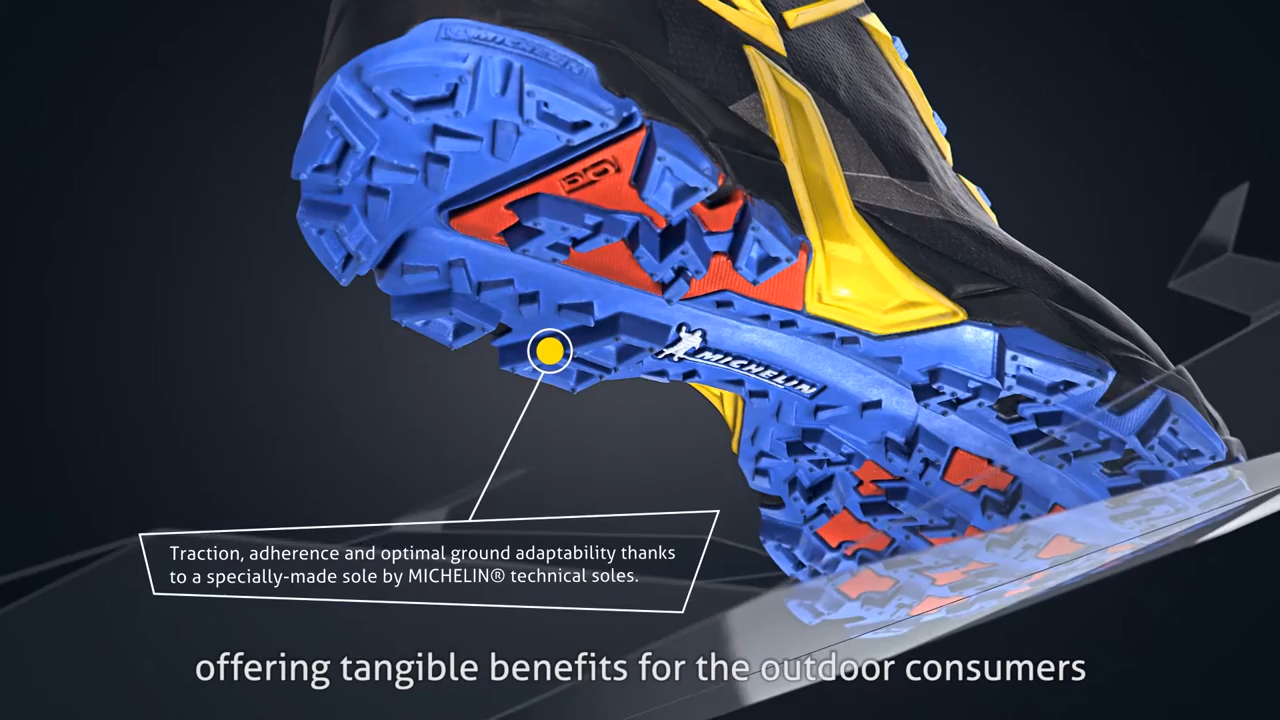 MICHELIN
MICHELIN
Traction, adherence and optimal ground adaptability thanks
to a specially-made sole by MICHELIN® technical soles.
offering tangible benefits for the outdoor consumers